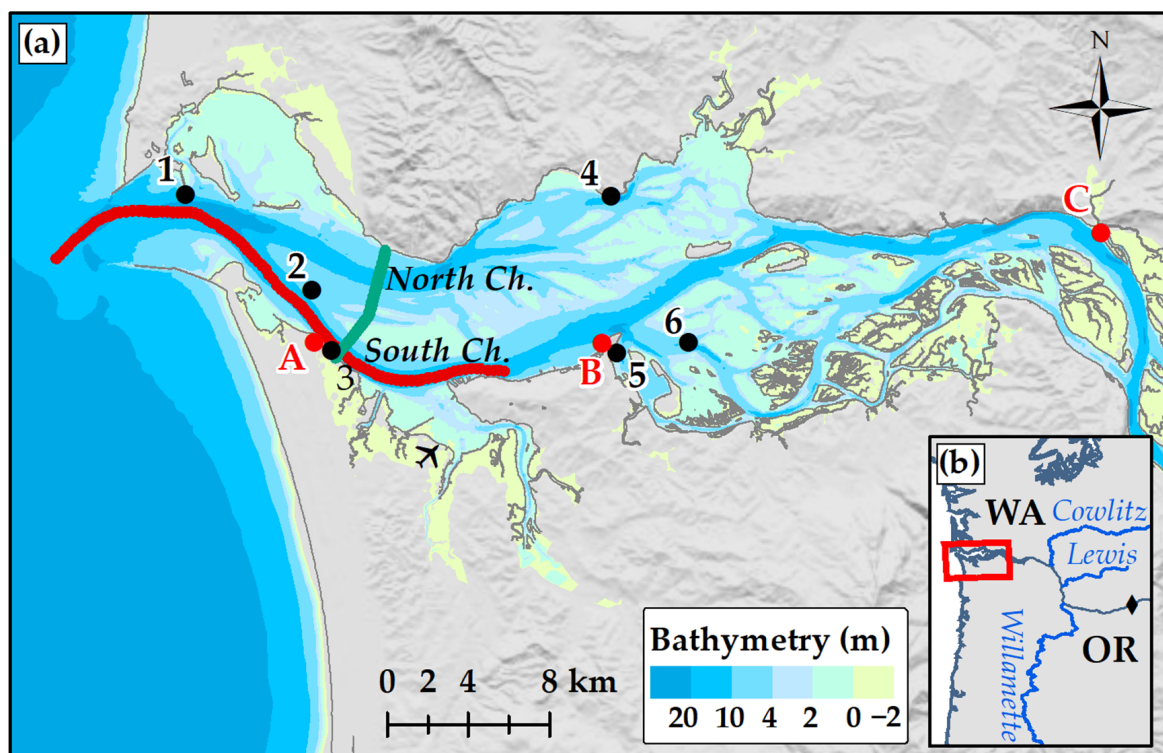 (a)
N
1
4
C
2
North Ch.
6
A
South Ch.
B
3
5
(b)
WA
Cowlitz
Lewis
OR
Willamette
Bathymetry (m)
20 10 4 2 0 −2
0 2 4 8 km